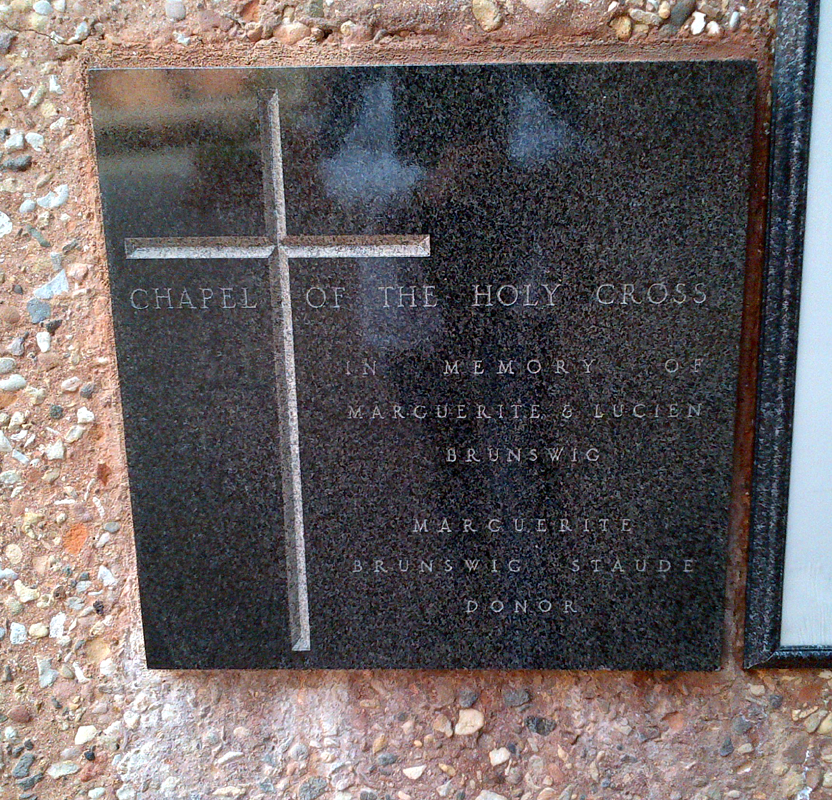 CHAPEL OF THE HOLY CROSS
IN MEMORY OF
MARGUERITE & LUCIEN
BRUNSWIG
MARGUERITE
BRUNSWIG STAUDE
DONOR